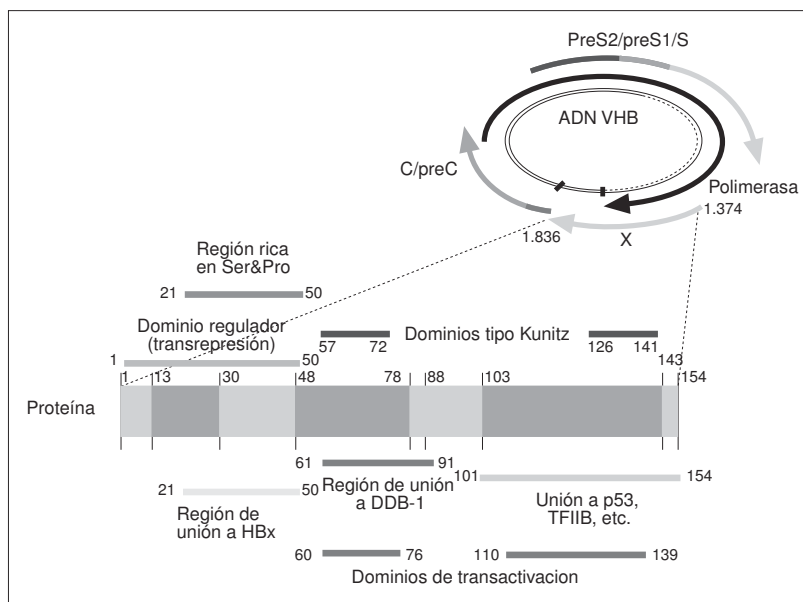 PreS2/preS1/S
ADN VHB
C/preC
Polimerasa
1.374
1.836
X
Región rica
en Ser&Pro
21 50
Dominio regulador
(transrepresión)
1 50
Dominios tipo Kunitz
57 72 126 141
1 13 30 48 78 88 103 143 154
Proteína
61 91
Región de unión
a DDB-1
101 154
Unión a p53,
TFIIB, etc.
21 50
Región de
unión a HBx
60 76 110 139
Dominios de transactivacion